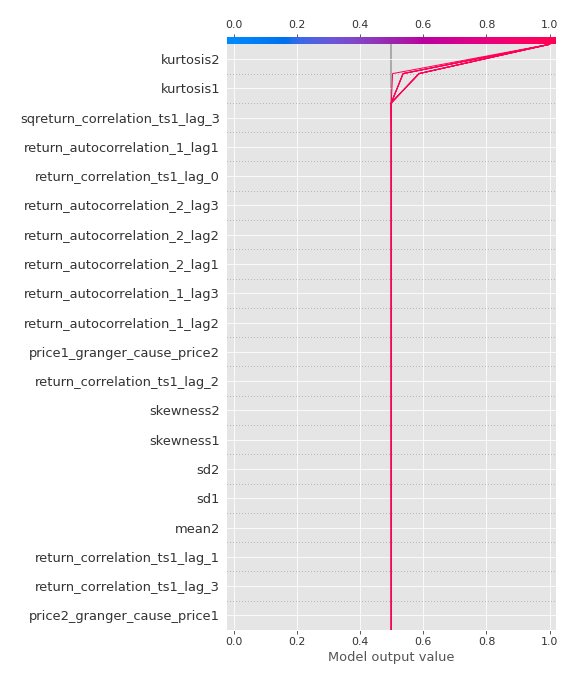 0.0 0.2 0.4 0.6 0.8 1.0
kurtosis2
kurtosis1
sqreturn_correlation_ts1_lag_3
return_autocorrelation_1_lag1
return_correlation_ts1_lag_0
return_autocorrelation_2_lag3
return_autocorrelation_2_lag2
return_autocorrelation_2_lag1
return_autocorrelation_1_lag3
return_autocorrelation_1_lag2
price1_granger_cause_price2
return_correlation_ts1_lag_2
skewness2
skewness1
sd2
sd1
mean2
return_correlation_ts1_lag_1
return_correlation_ts1_lag_3
price2_granger_cause_price1
0.0 0.2 0.4 0.6 0.8 1.0
Model output value